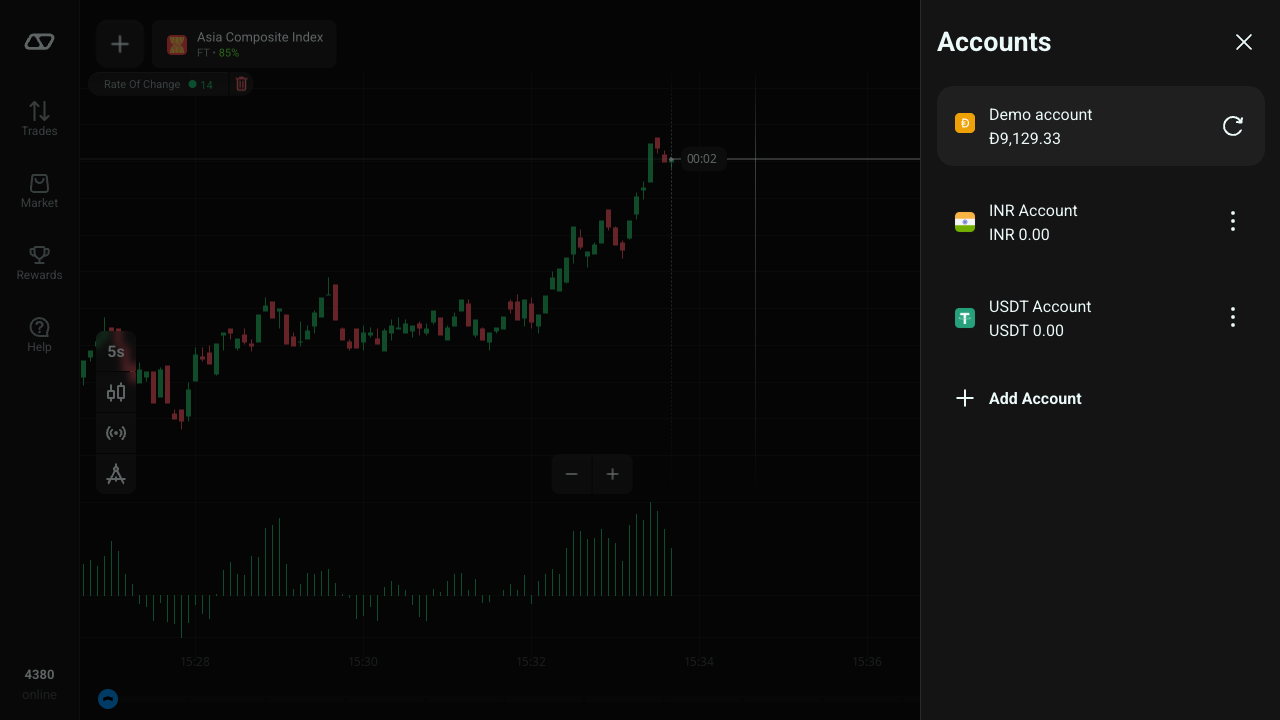 Asia Composite Index
FT • 85%
Rate Of Change
14
Trades
Market
Rewards
Help
5s
00:02
15:28
15:30
15:32
15:34
15:36
4380
online
Accounts
Demo account
Đ9,129.33
INR Account
INR 0.00
USDT Account
USDT 0.00
Add Account